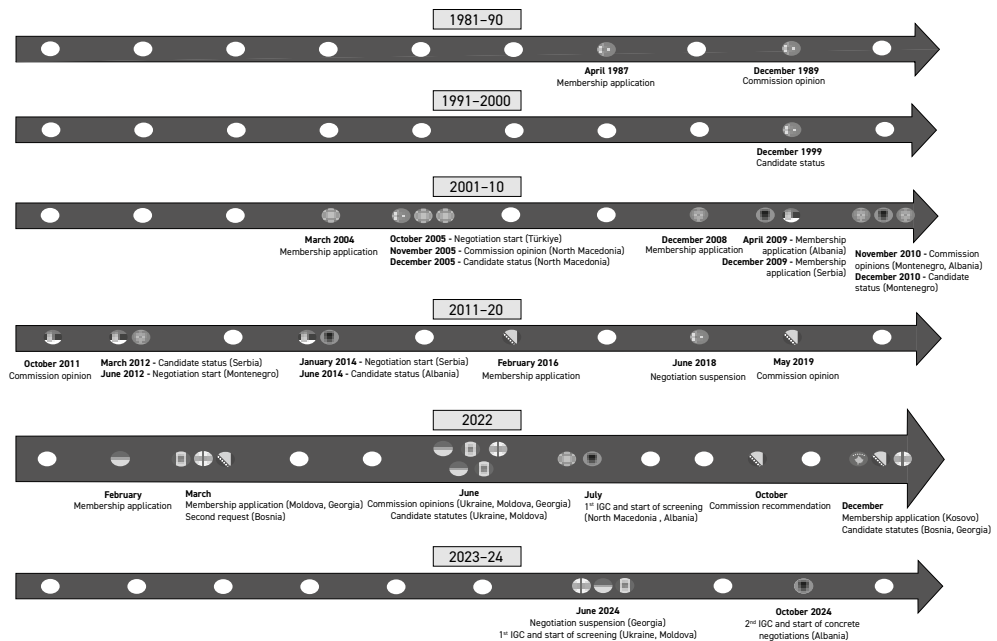 1981–90
April 1987
Membership application
December 1989
Commission opinion
1991–2000
December 1999
Candidate status
2001–10
March 2004
Membership application
October 2005 - Negotiation start (Türkiye)
November 2005 - Commission opinion (North Macedonia)
December 2005 - Candidate status (North Macedonia)
December 2008
Membership application
April 2009 - Membership
application (Albania)
December 2009 - Membership
application (Serbia)
November 2010 - Commission
opinions (Montenegro, Albania)
December 2010 - Candidate
status (Montenegro)
2011–20
October 2011
Commission opinion
March 2012 - Candidate status (Serbia)
June 2012 - Negotiation start (Montenegro)
January 2014 - Negotiation start (Serbia)
June 2014 - Candidate status (Albania)
February 2016
Membership application
June 2018
Negotiation suspension
May 2019
Commission opinion
2022
February
Membership application
March
Membership application (Moldova, Georgia)
Second request (Bosnia)
June
Commission opinions (Ukraine, Moldova, Georgia)
Candidate statutes (Ukraine, Moldova)
July
1st IGC and start of screening
(North Macedonia , Albania)
October
Commission recommendation
December
Membership application (Kosovo)
Candidate statutes (Bosnia, Georgia)
2023–24
June 2024
Negotiation suspension (Georgia)
1st IGC and start of screening (Ukraine, Moldova)
October 2024
2nd IGC and start of concrete
negotiations (Albania)